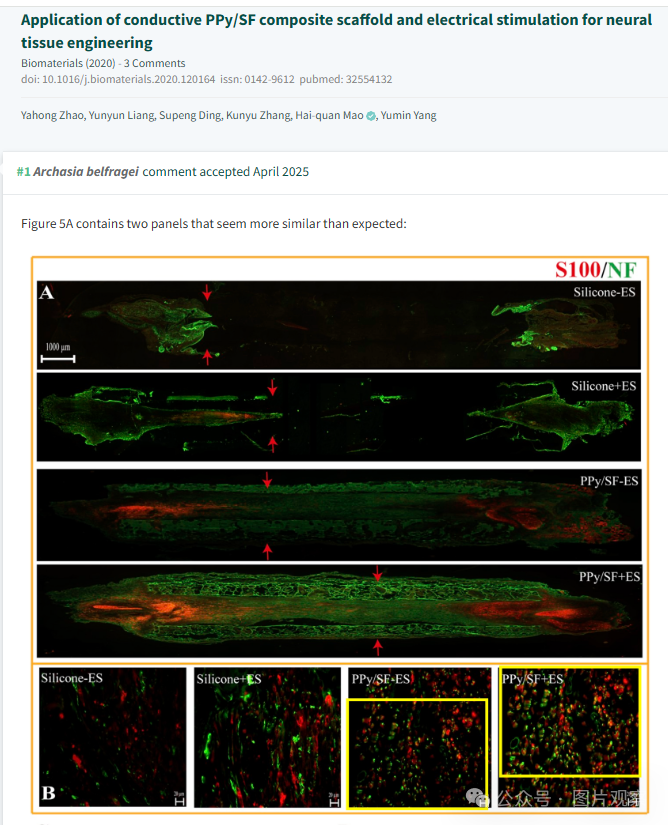 Application of conductive PPy/SF composite scaffold and electrical stimulation for neural
tissue engineering
Biomaterials (2020) - 3 Comments
doi: 10.1016/j.biomaterials.2020.120164 issn: 0142-9612 pubmed: 32554132
Yahong Zhao, Yunyun Liang, Supeng Ding, Kunyu Zhang, Hai-quan Mao, Yumin Yang
#1 Archasia belfragei comment accepted April 2025
Figure 5A contains two panels that seem more similar than expected:
S100/NF
A
Silicone-ES
1000 μm
Silicone+ES
PPy/SF-ES
PPy/SF+ES
Silicone-ES
Silicone+ES
PPy/SF-ES
PPy/SF+ES
B
20 μm
20 μm
公众号 图片观察